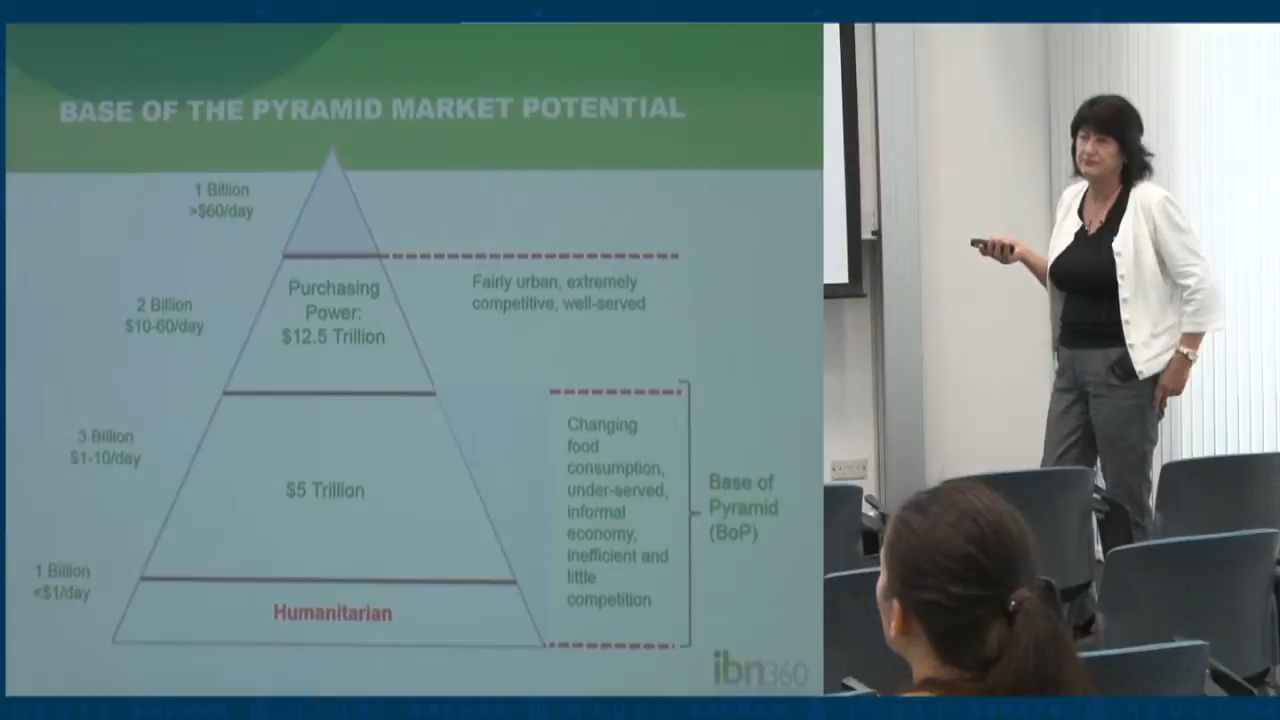 BASE OF THE PYRAMID MARKET POTENTIAL
1 Billion
>$60/day
Purchasing
Power:
$12.5 Trillion
2 Billion
$10-60/day
Fairly urban, extremely
competitive, well-served
3 Billion
$1-10/day
$5 Trillion
Changing
food
consumption,
under-served,
informal
economy,
inefficient and
little
competition
Base of
Pyramid
(BoP)
1 Billion
<$1/day
Humanitarian
ibn360